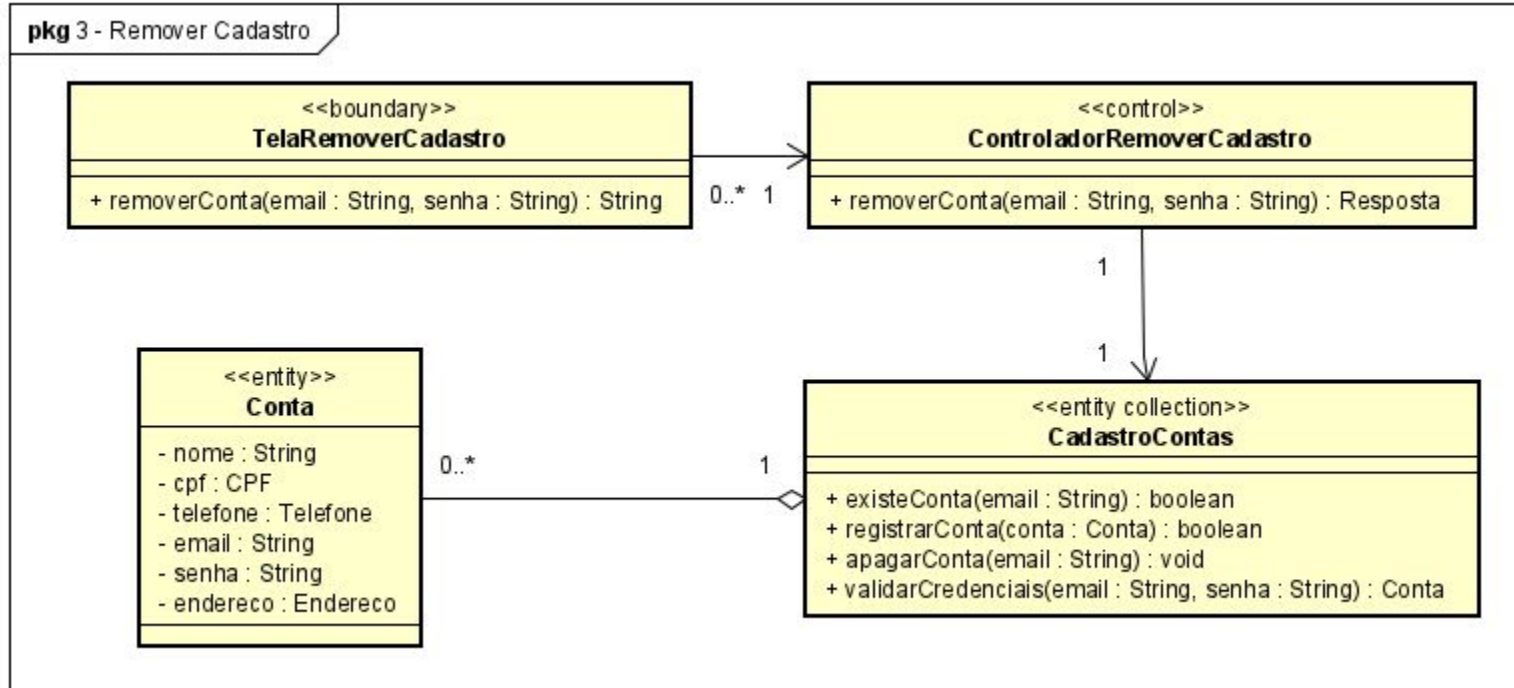 pkg 3 - Remover Cadastro
<<boundary>>
TelaRemoverCadastro
+ removerConta(email : String, senha : String) : String
0..* 1
<<control>>
ControladorRemoverCadastro
+ removerConta(email : String, senha : String) : Resposta
1
1
<<entity>>
Conta
- nome : String
- cpf : CPF
- telefone : Telefone
- email : String
- senha : String
- endereco : Endereco
0..*
1
<<entity collection>>
CadastroContas
+ existeConta(email : String) : boolean
+ registrarConta(conta : Conta) : boolean
+ apagarConta(email : String) : void
+ validarCredenciais(email : String, senha : String) : Conta